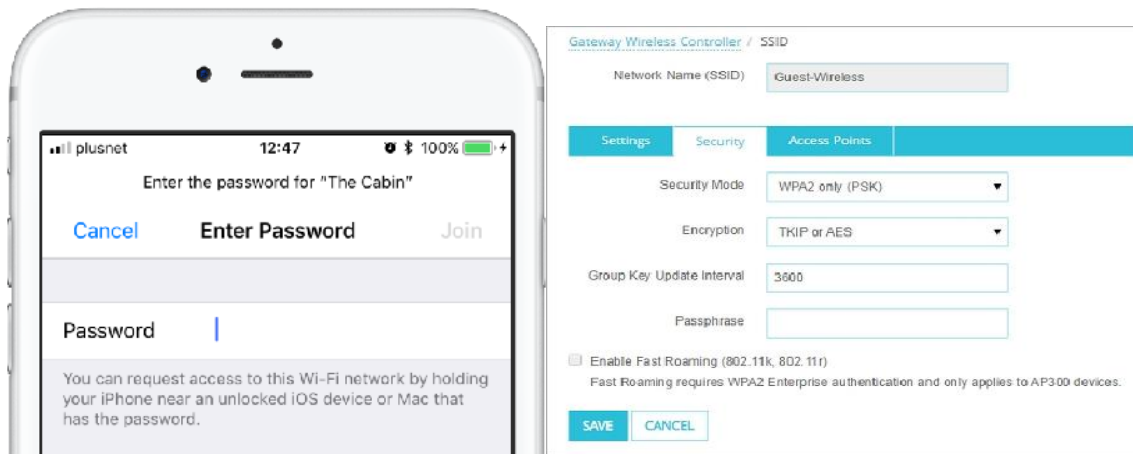 plusnet 12:47 100%
Enter the password for "The Cabin"
Cancel Enter Password Join
Password
You can request access to this Wi-Fi network by holding
your iPhone near an unlocked iOS device or Mac that
has the password.
Gateway Wireless Controller / SSID
Network Name (SSID) Guest-Wireless
Settings Security Access Points
Security Mode WPA2 only (PSK)
Encryption TKIP or AES
Group Key Update Interval 3600
Passphrase
Enable Fast Roaming (802.11k, 802.11r)
Fast Roaming requires WPA2 Enterprise authentication and only applies to AP300 devices.
SAVE CANCEL